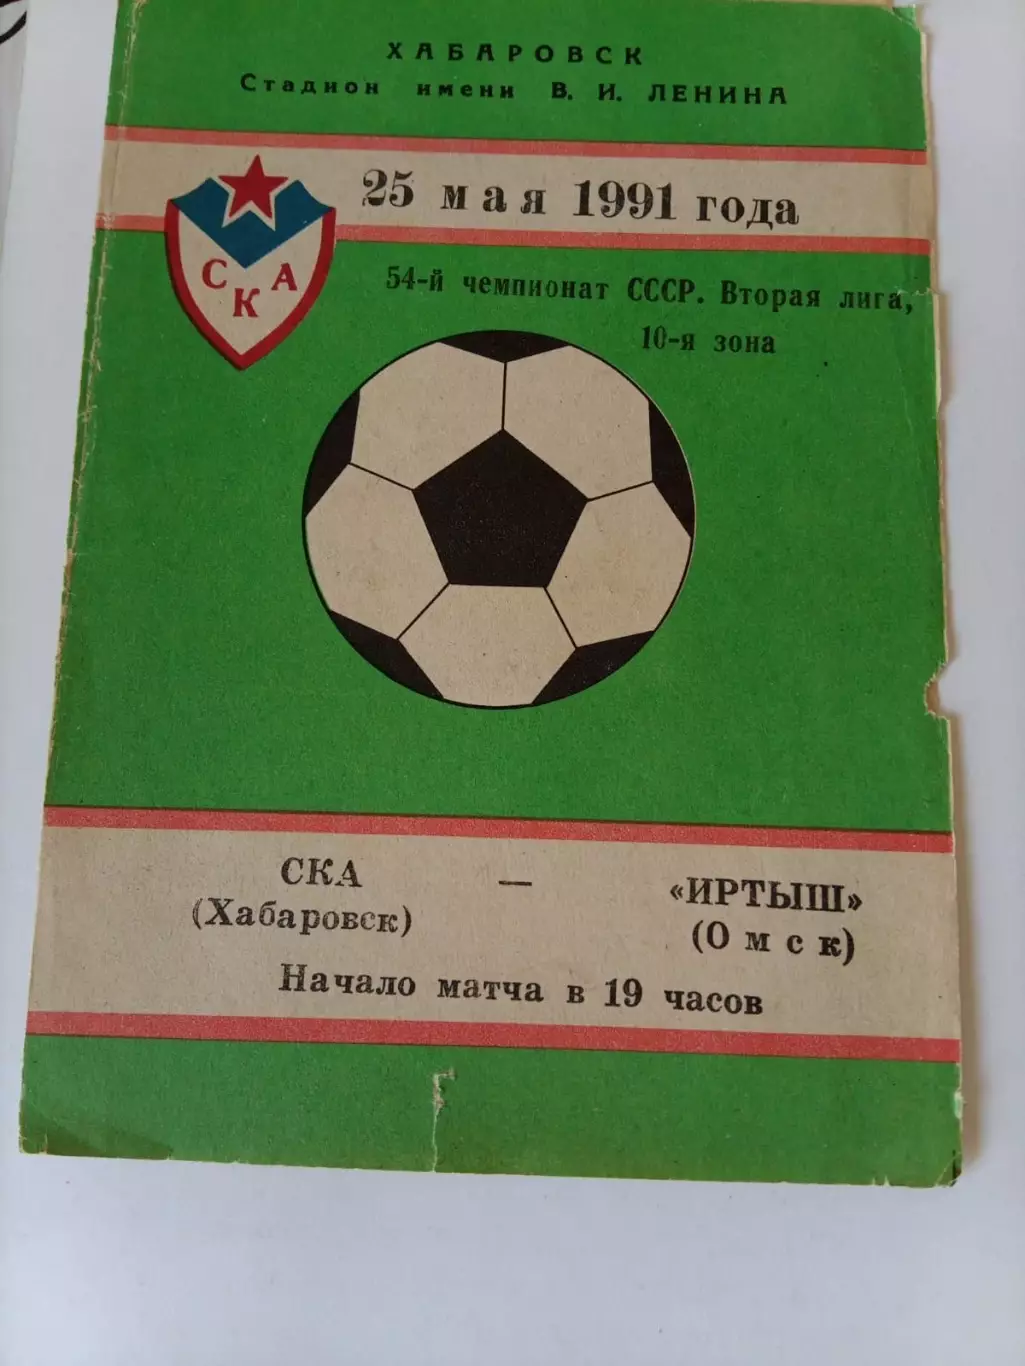 ХАБАРОВСК
Стадион имени В. И. ЛЕНИНА
25 мая 1991 года
СКА
54-й чемпионат СССР. Вторая лига,
10-я зона
СКА — «ИРТЫШ»
(Хабаровск) (Омск)
Начало матча в 19 часов